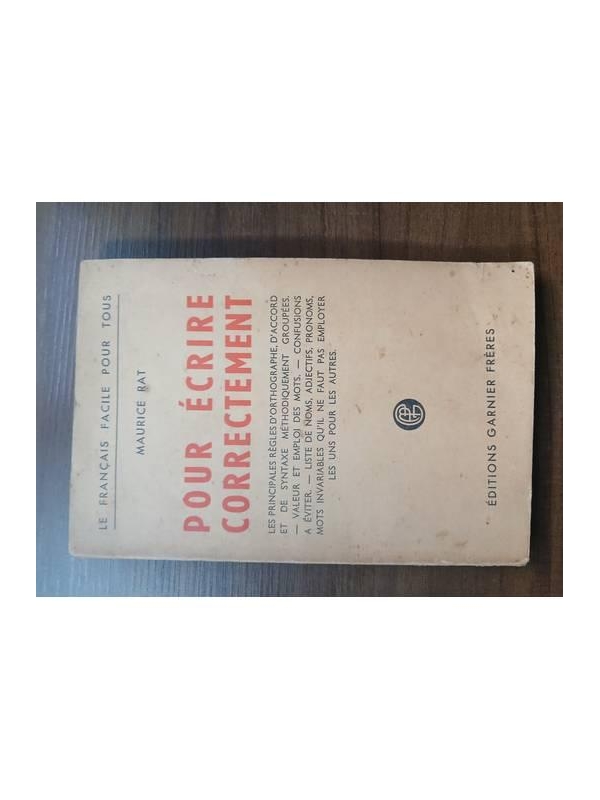 LE FRANÇAIS FACILE POUR TOUS
MAURICE RAT
POUR ÉCRIRE
CORRECTEMENT
LES PRINCIPALES RÈGLES D'ORTHOGRAPHE, D'ACCORD
ET DE SYNTAXE MÉTHODIQUEMENT GROUPÉES.
— VALEUR ET EMPLOI DES MOTS. — CONFUSIONS
A ÉVITER. — LISTE DE NOMS, ADJECTIFS, PRONOMS,
MOTS INVARIABLES QU'IL NE FAUT PAS EMPLOYER
LES UNS POUR LES AUTRES.
ÉDITIONS GARNIER FRÈRES